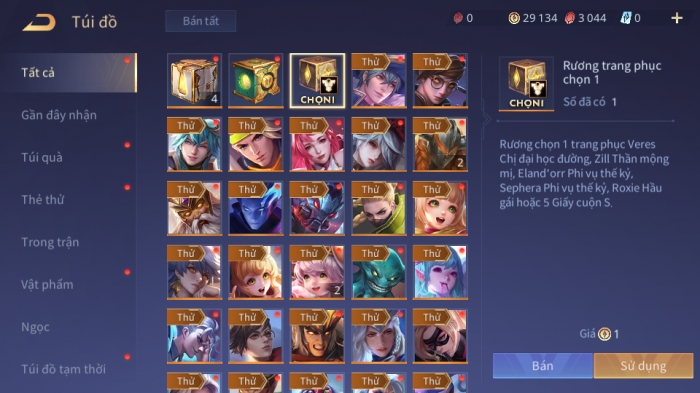 Túi đồ
Bán tất
0
29 134
3 044
0
+
Tất cả
Gần đây nhận
Túi quà
Thẻ thử
Trong trận
Vật phẩm
Ngọc
Túi đồ tạm thời
4
CHỌN1
Thử
Thử
Thử
Thử
Thử
Thử
Thử
2
Thử
Thử
Thử
Thử
Thử
Thử
Thử
Thử
2
Thử
Thử
Thử
Thử
Thử
Thử
Thử
Thử
Thử
Thử
Thử
Thử
CHỌN1
Rương trang phục
chọn 1
Số đã có 1
Rương chọn 1 trang phục Veres
Chị đại học đường, Zill Thần mộng
mị, Eland'orr Phi vụ thế kỷ,
Sephera Phi vụ thế kỷ, Roxie Hầu
gái hoặc 5 Giấy cuộn S.
Giá 1
Bán
Sử dụng